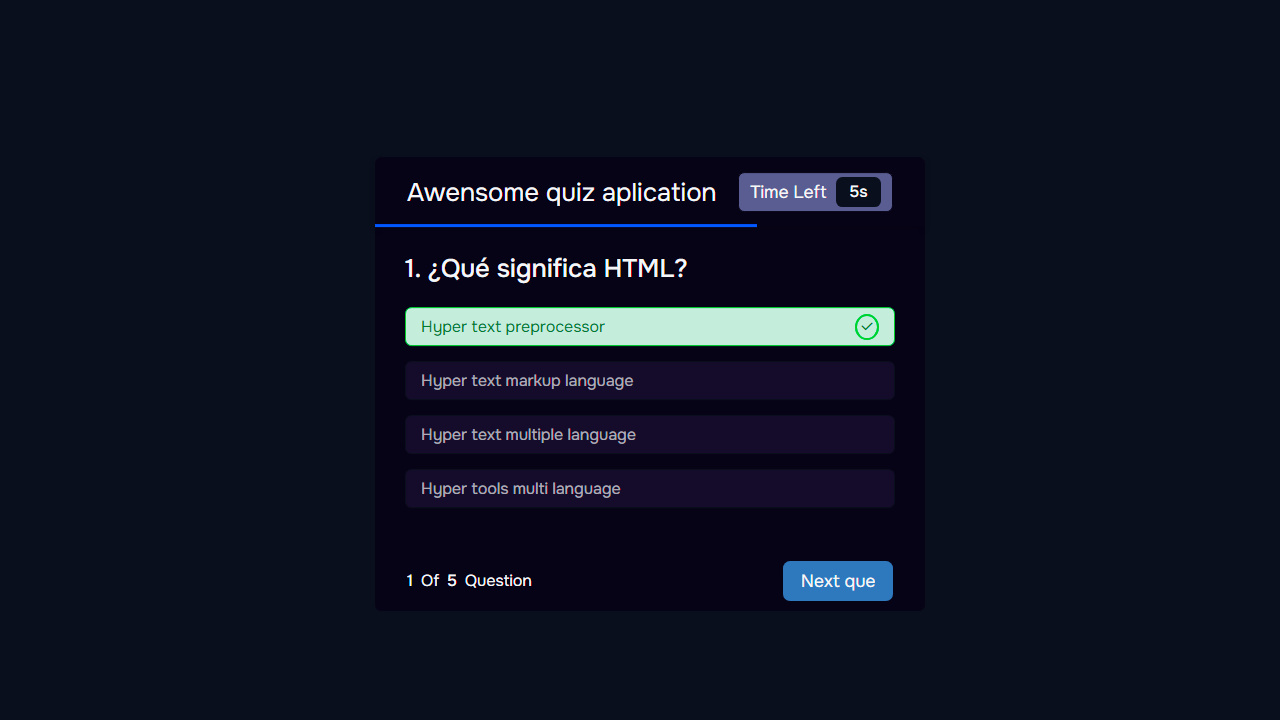 Awensome quiz aplication
Time Left 5s
1. ¿Qué significa HTML?
Hyper text preprocessor
Hyper text markup language
Hyper text multiple language
Hyper tools multi language
1 Of 5 Question
Next que